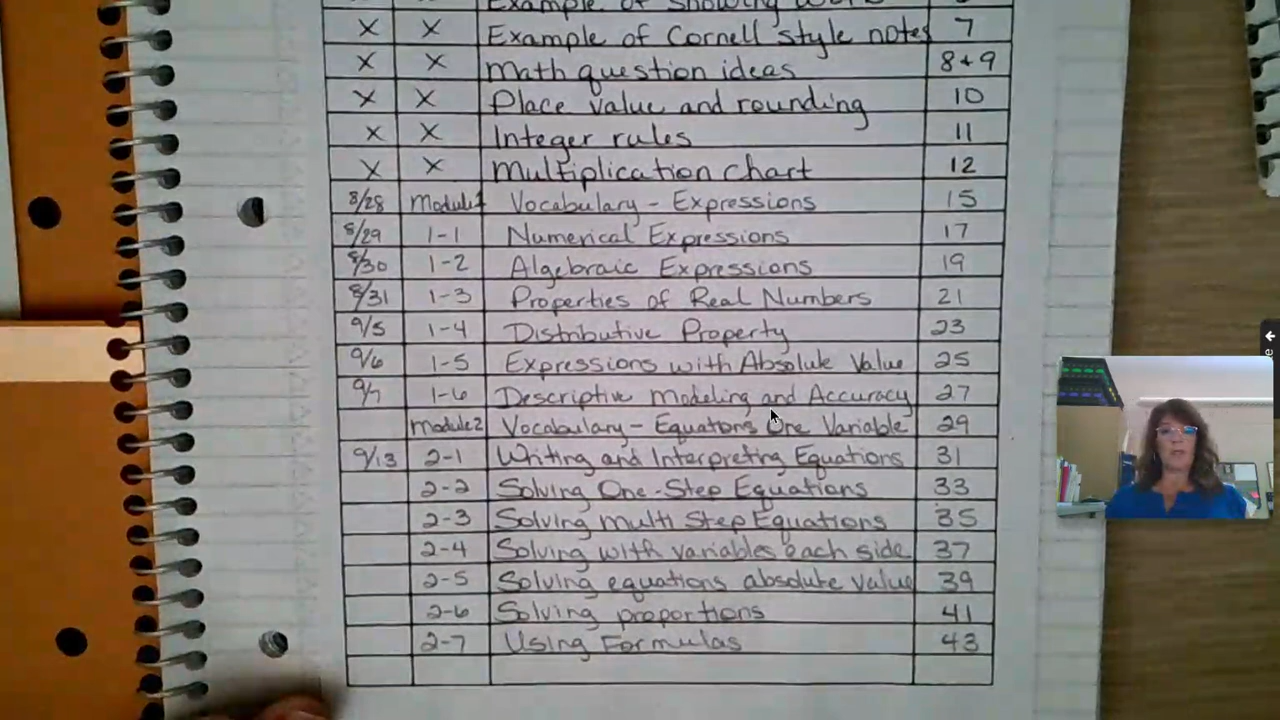 Example of Showing Work
X X Example of Cornell style notes 7
X X Math question ideas 8+9
X X Place value and rounding 10
X X Integer rules 11
X X Multiplication chart 12
8/28 Module 1 Vocabulary - Expressions 15
8/29 1-1 Numerical Expressions 17
8/30 1-2 Algebraic Expressions 19
8/31 1-3 Properties of Real Numbers 21
9/5 1-4 Distributive Property 23
9/6 1-5 Expressions with Absolute Value 25
9/7 1-6 Descriptive Modeling and Accuracy 27
Module 2 Vocabulary - Equations One Variable 29
9/13 2-1 Writing and Interpreting Equations 31
2-2 Solving One-Step Equations 33
2-3 Solving multi Step Equations 35
2-4 Solving with variables each side 37
2-5 Solving equations absolute value 39
2-6 Solving proportions 41
2-7 Using Formulas 43